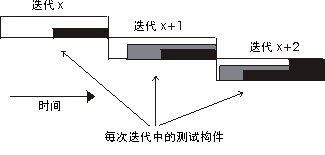 迭代 x
迭代 x+1
迭代 x+2
时间
每次迭代中的测试构件